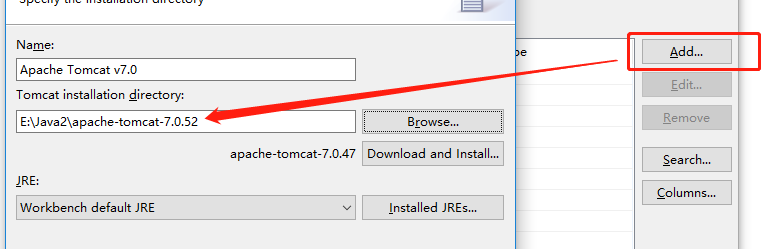 Specify the installation directory
Name:
Apache Tomcat v7.0
Tomcat installation directory:
E:\Java2\apache-tomcat-7.0.52
Browse...
apache-tomcat-7.0.47
Download and Install...
JRE:
Workbench default JRE
Installed JREs...
pe
Add...
Edit...
Remove
Search...
Columns...